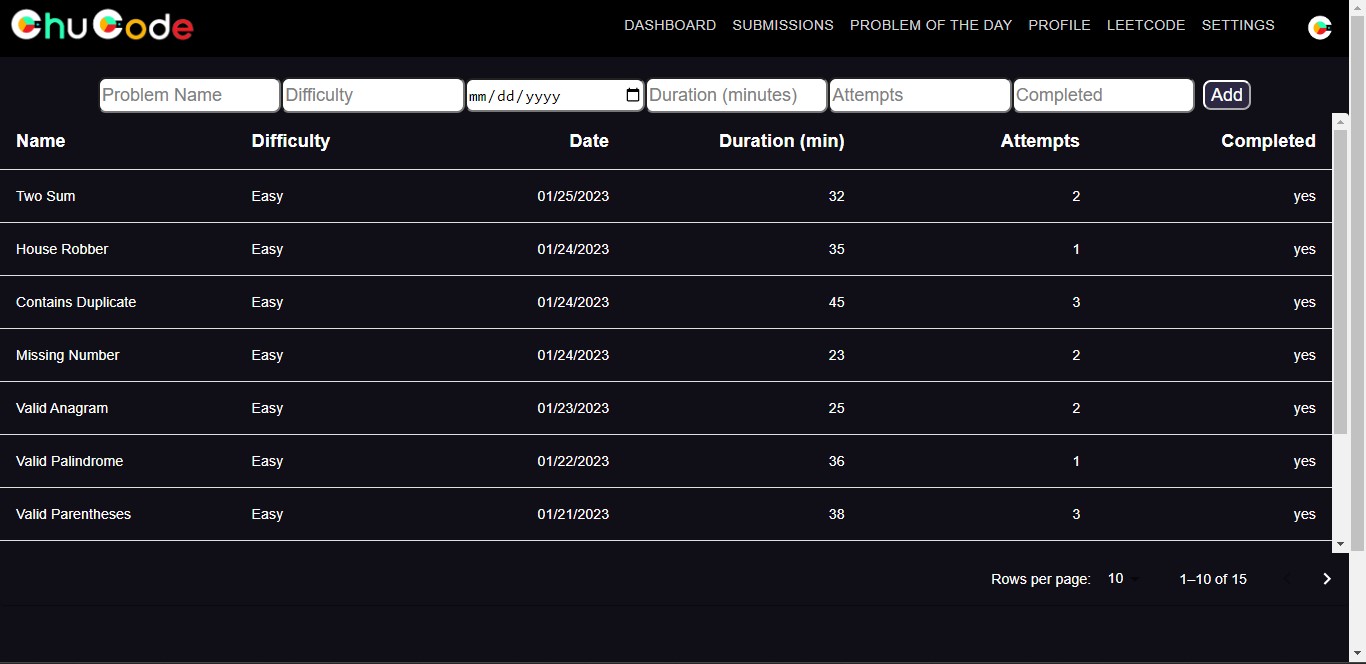 ChuCode DASHBOARD SUBMISSIONS PROBLEM OF THE DAY PROFILE LEETCODE SETTINGS
Problem Name Difficulty mm/dd/yyyy Duration (minutes) Attempts Completed Add
Name Difficulty Date Duration (min) Attempts Completed
Two Sum Easy 01/25/2023 32 2 yes
House Robber Easy 01/24/2023 35 1 yes
Contains Duplicate Easy 01/24/2023 45 3 yes
Missing Number Easy 01/24/2023 23 2 yes
Valid Anagram Easy 01/23/2023 25 2 yes
Valid Palindrome Easy 01/22/2023 36 1 yes
Valid Parentheses Easy 01/21/2023 38 3 yes
Rows per page: 10 1–10 of 15